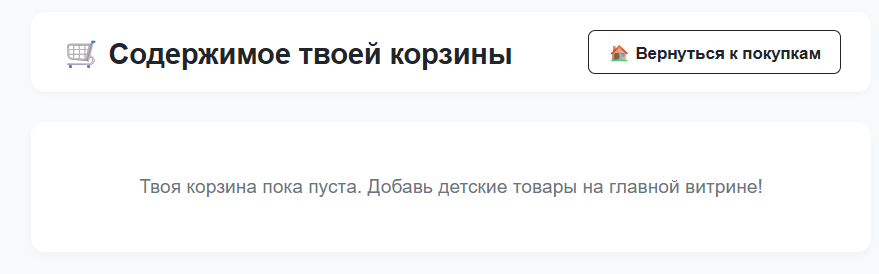 Содержимое твоей корзины
Вернуться к покупкам
Твоя корзина пока пуста. Добавь детские товары на главной витрине!